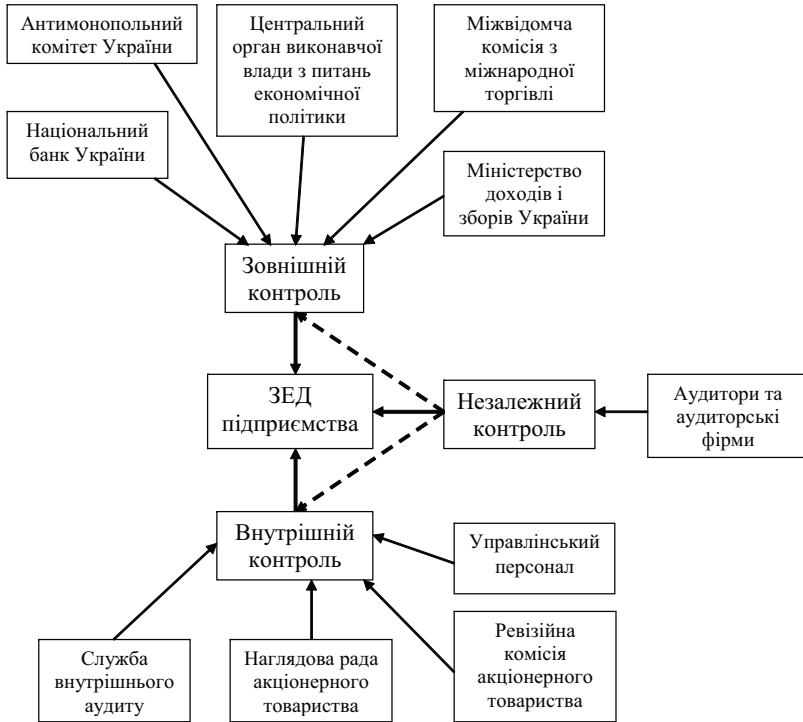 Антимонопольний
комітет України
Центральний
орган виконавчої
влади з питань
економічної
політики
Міжвідомча
комісія з
міжнародної
торгівлі
Національний
банк України
Міністерство
доходів і
зборів України
Зовнішній
контроль
ЗЕД
підприємства
Незалежний
контроль
Аудитори та
аудиторські
фірми
Внутрішній
контроль
Управлінський
персонал
Служба
внутрішнього
аудиту
Наглядова рада
акціонерного
товариства
Ревізійна
комісія
акціонерного
товариства